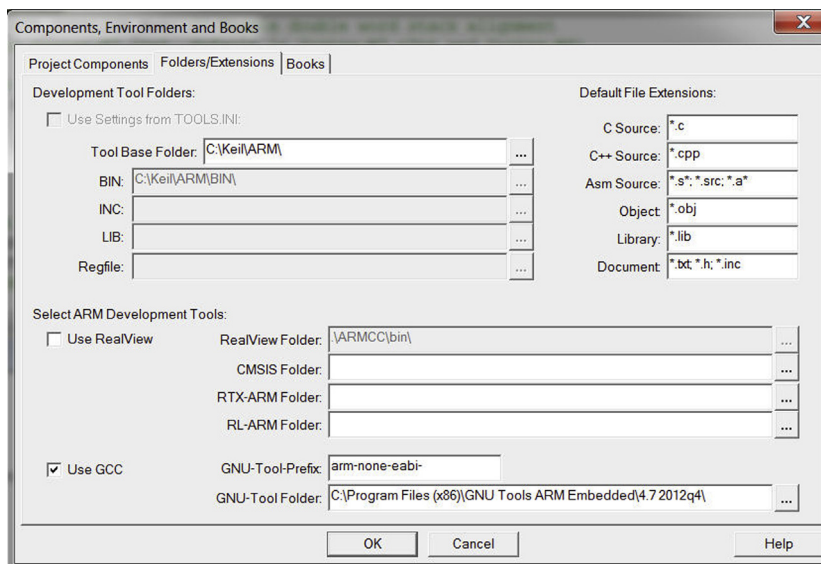 Components, Environment and Books
Project Components Folders/Extensions Books
Development Tool Folders:
Use Settings from TOOLS.INI:
Tool Base Folder: C:\Keil\ARM\ ...
BIN: C:\Keil\ARM\BIN\ ...
INC: ...
LIB: ...
Regfile: ...
Default File Extensions:
C Source: *.c
C++ Source: *.cpp
Asm Source: *.s*; *.src; *.a*
Object: *.obj
Library: *.lib
Document: *.txt; *.h; *.inc
Select ARM Development Tools:
Use RealView RealView Folder: .\ARMCC\bin\ ...
CMSIS Folder: ...
RTX-ARM Folder: ...
RL-ARM Folder: ...
Use GCC GNU-Tool-Prefix: arm-none-eabi-
GNU-Tool Folder: C:\Program Files (x86)\GNU Tools ARM Embedded\4.7 2012q4\ ...
OK Cancel Help